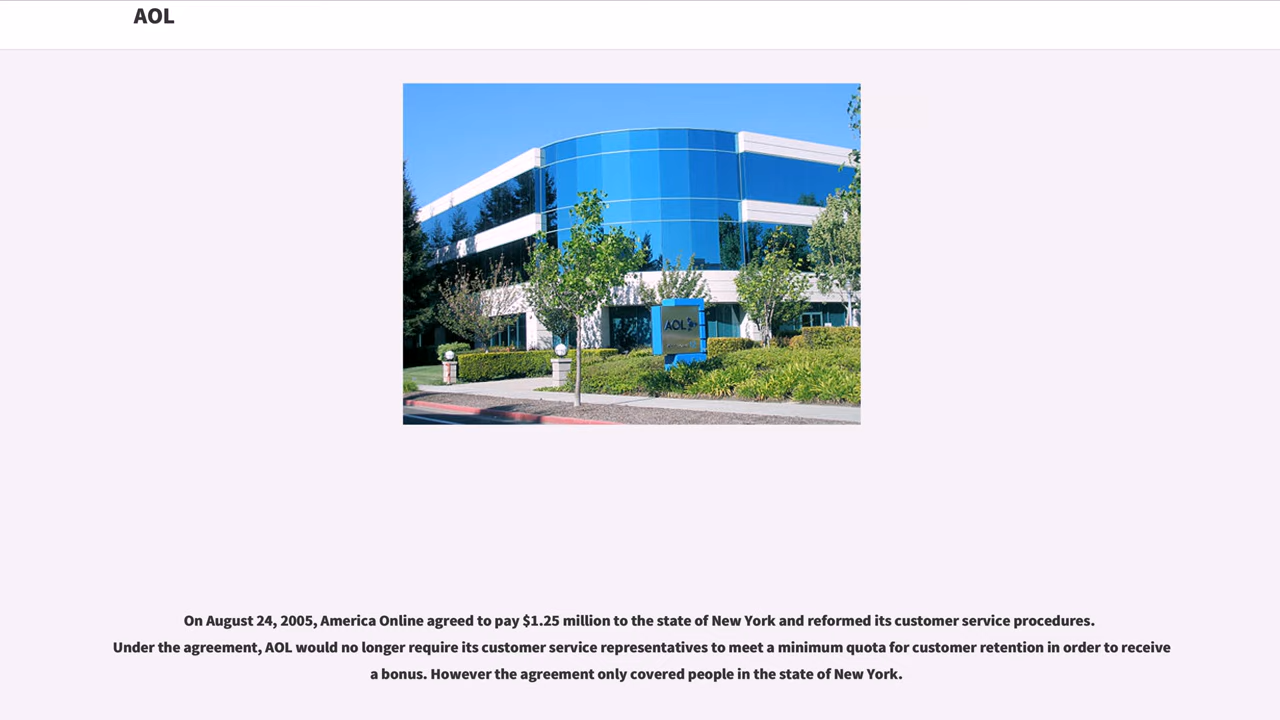 AOL
AOL
On August 24, 2005, America Online agreed to pay $1.25 million to the state of New York and reformed its customer service procedures.
Under the agreement, AOL would no longer require its customer service representatives to meet a minimum quota for customer retention in order to receive
a bonus. However the agreement only covered people in the state of New York.